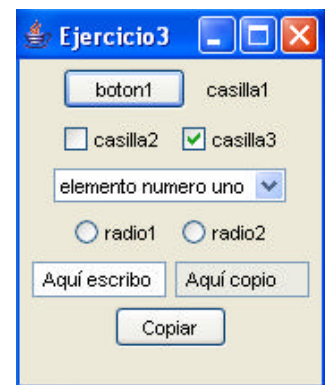 Ejercicio3
boton1 casilla1
casilla2 casilla3
elemento numero uno
radio1 radio2
Aquí escribo Aquí copio
Copiar